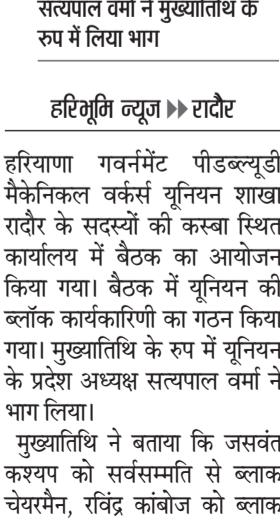 सत्यपाल वर्मा ने मुख्यातिथि के
रुप में लिया भाग
हरिभूमि न्यूज ▶▶ रादौर
हरियाणा गवर्नमेंट पीडब्ल्यूडी
मैकेनिकल वर्कर्स यूनियन शाखा
रादौर के सदस्यों की कस्बा स्थित
कार्यालय में बैठक का आयोजन
किया गया। बैठक में यूनियन की
ब्लॉक कार्यकारिणी का गठन किया
गया। मुख्यातिथि के रुप में यूनियन
के प्रदेश अध्यक्ष सत्यपाल वर्मा ने
भाग लिया।
मुख्यातिथि ने बताया कि जसवंत
कश्यप को सर्वसम्मति से ब्लाक
चेयरमैन, रविंद्र कांबोज को ब्लाक